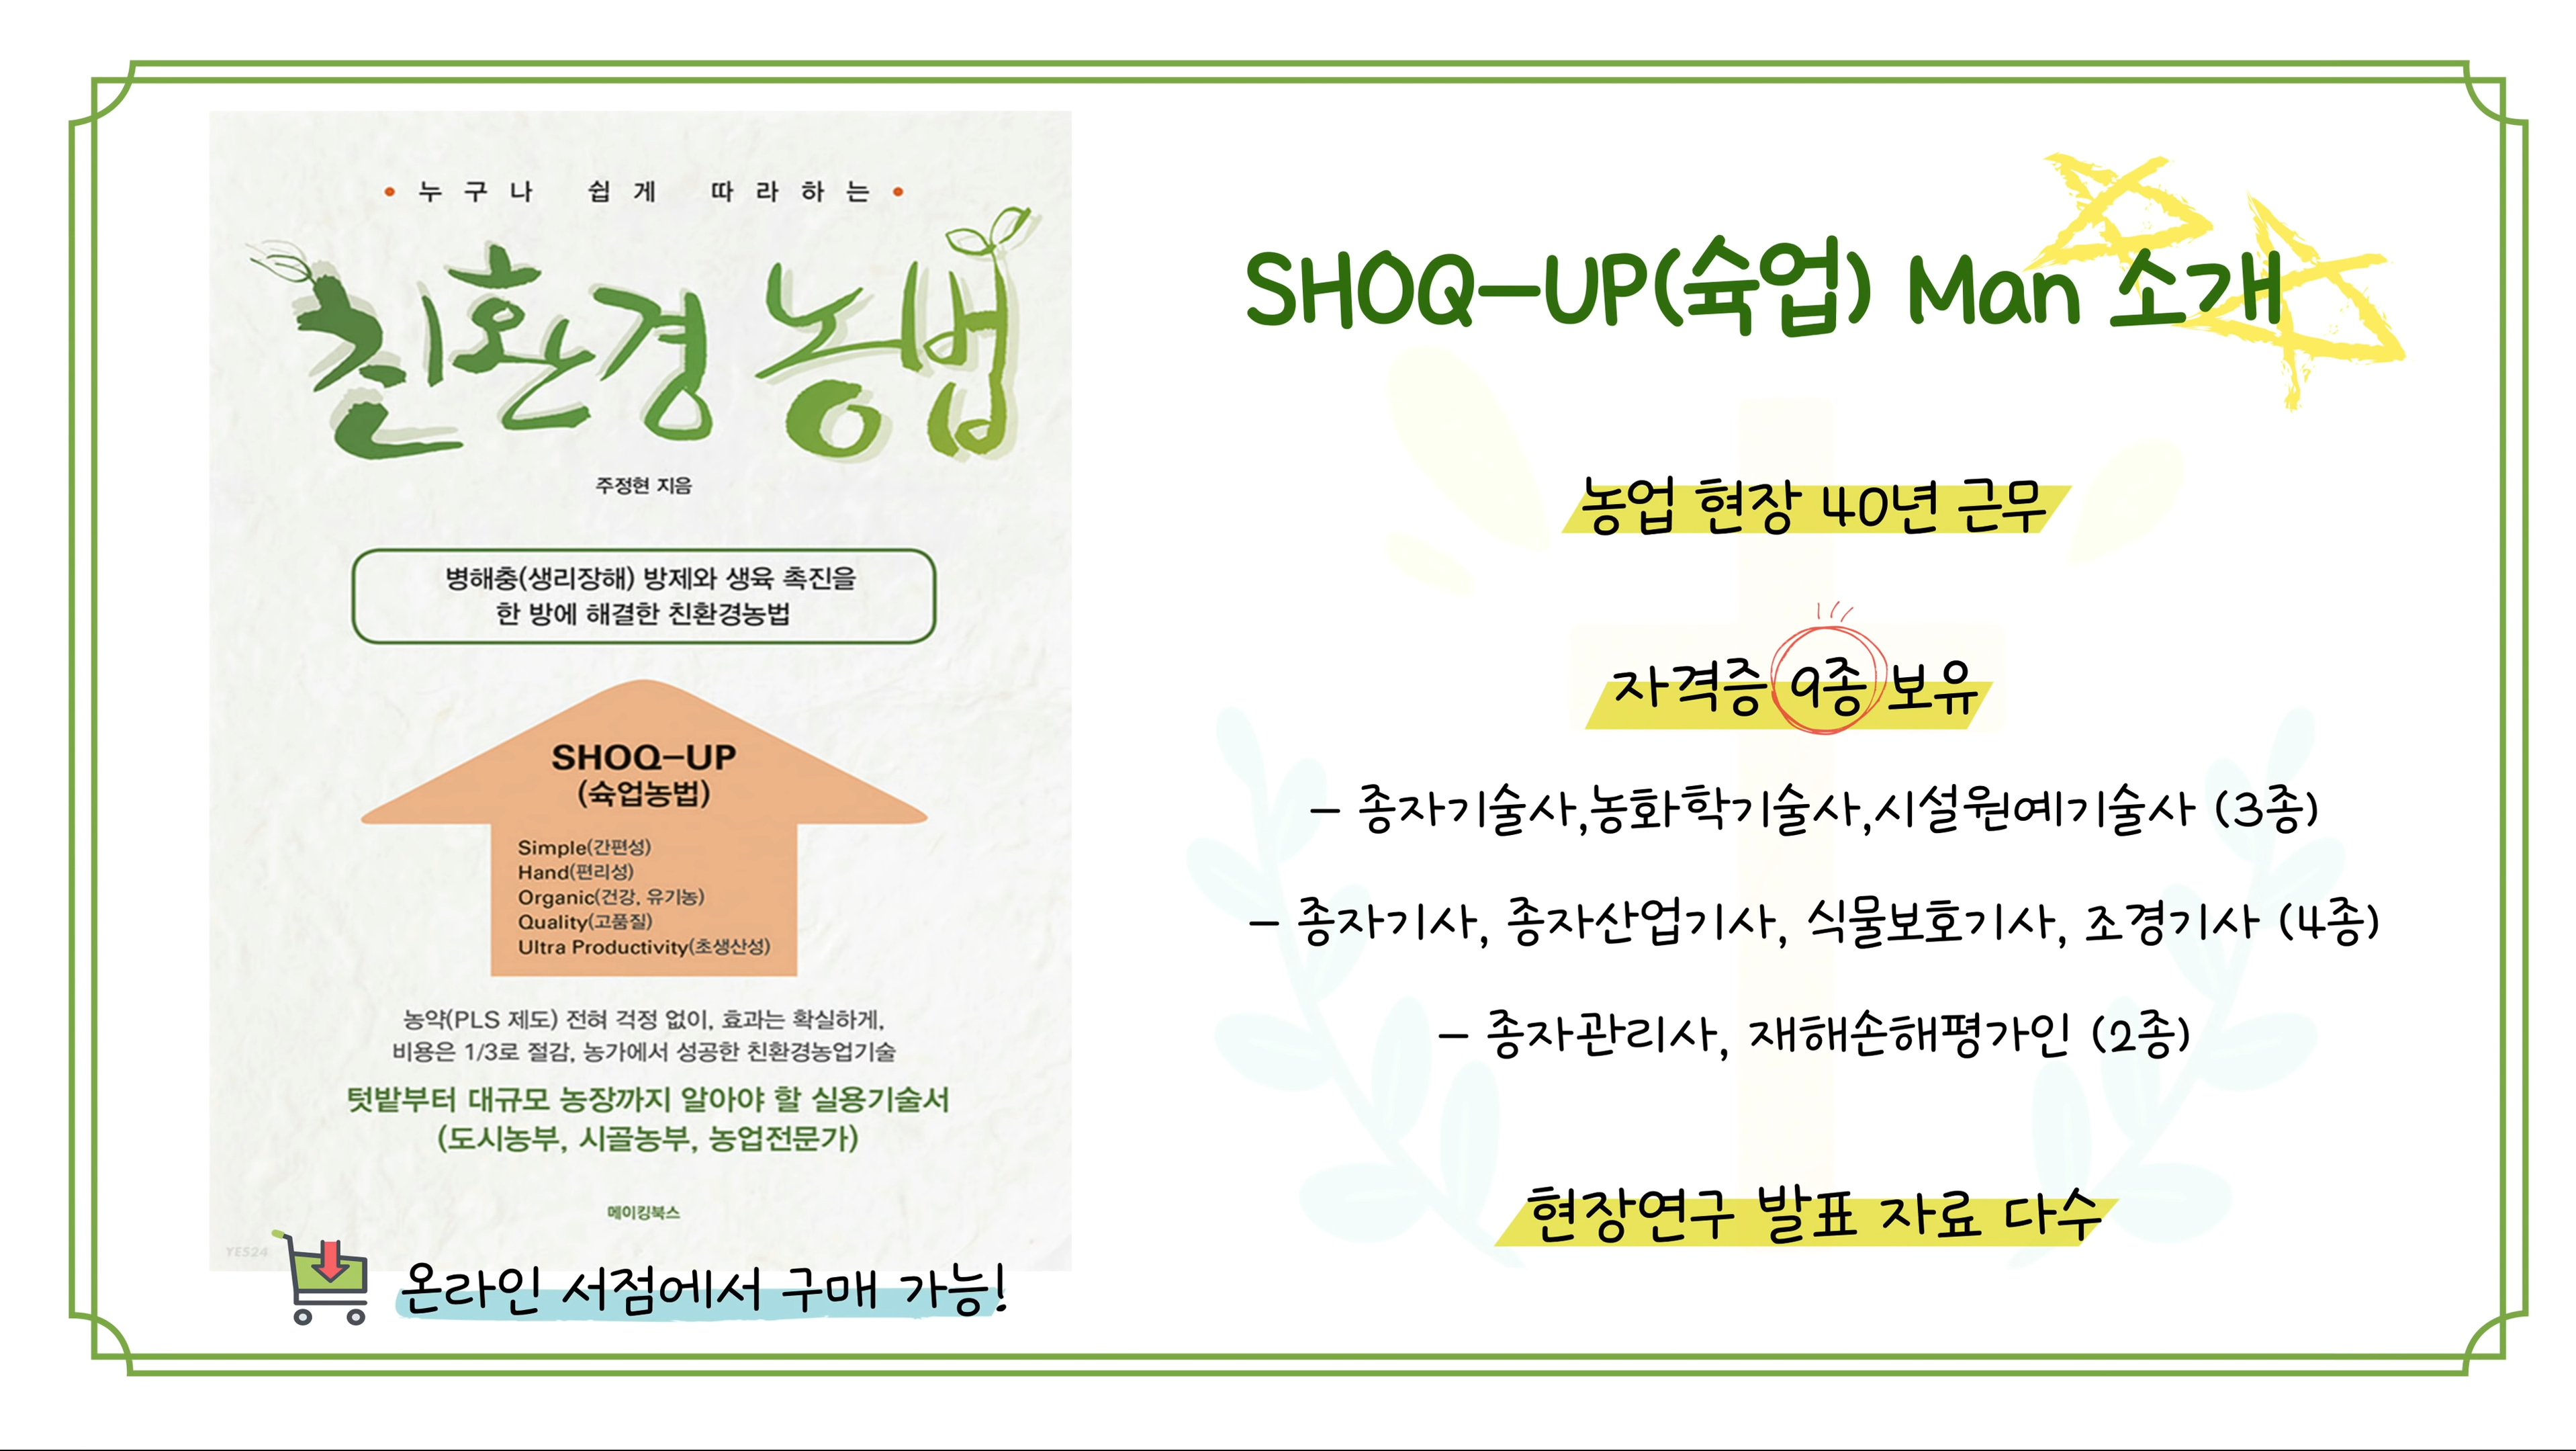 누구나 쉽게 따라하는
친환경 농법
주정현 지음
병해충(생리장해) 방제와 생육 촉진을
한 방에 해결한 친환경농법
SHOQ-UP
(슉업농법)
Simple(간편성)
Hand(편리성)
Organic(건강, 유기농)
Quality(고품질)
Ultra Productivity(초생산성)
농약(PLS 제도) 전혀 걱정 없이, 효과는 확실하게,
비용은 1/3로 절감, 농가에서 성공한 친환경농업기술
텃밭부터 대규모 농장까지 알아야 할 실용기술서
(도시농부, 시골농부, 농업전문가)
메이킹북스
YES24
온라인 서점에서 구매 가능!
SHOQ-UP(슉업) Man 소개
농업 현장 40년 근무
자격증 9종 보유
- 종자기술사,농화학기술사,시설원예기술사 (3종)
- 종자기사, 종자산업기사, 식물보호기사, 조경기사 (4종)
- 종자관리사, 재해손해평가인 (2종)
현장연구 발표 자료 다수